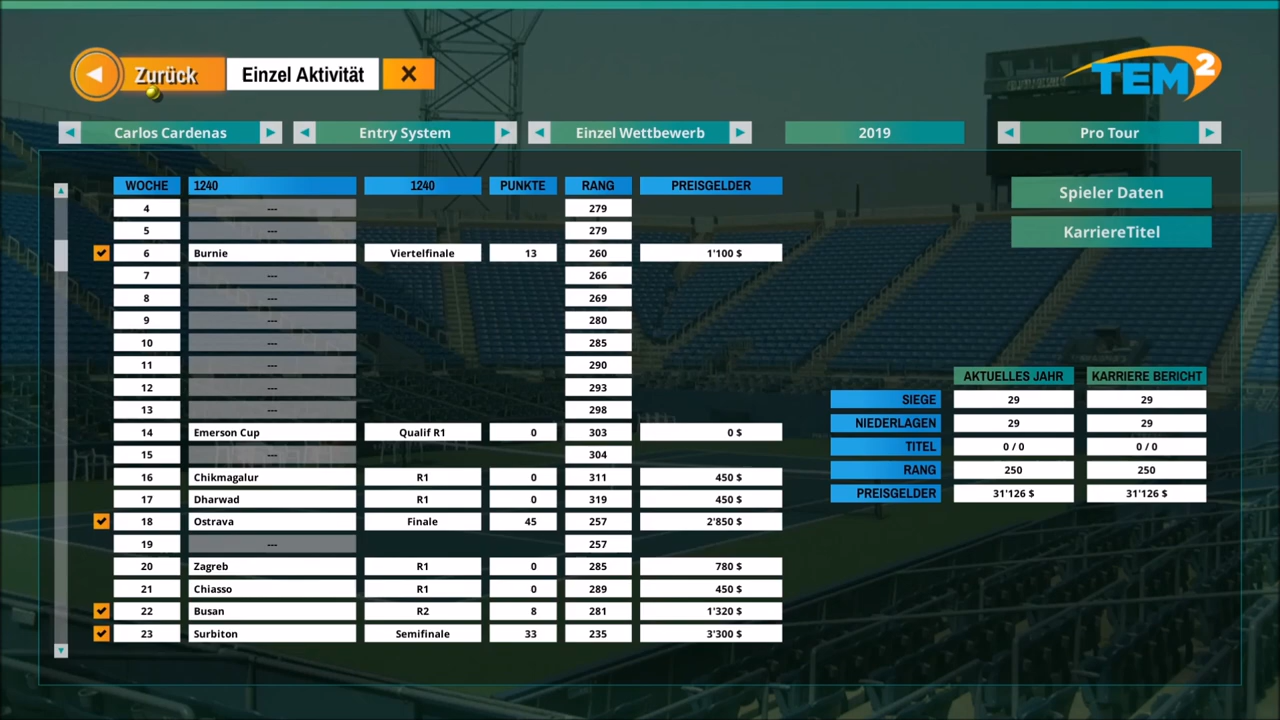 Zurück Einzel Aktivität ×
TEM 2
Carlos Cardenas Entry System Einzel Wettbewerb 2019 Pro Tour
WOCHE 1240 1240 PUNKTE RANG PREISGELDER
4 --- 279
5 --- 279
6 Burnie Viertelfinale 13 260 1'100 $
7 --- 266
8 --- 269
9 --- 280
10 --- 285
11 --- 290
12 --- 293
13 --- 298
14 Emerson Cup Qualif R1 0 303 0 $
15 --- 304
16 Chikmagalur R1 0 311 450 $
17 Dharwad R1 0 319 450 $
18 Ostrava Finale 45 257 2'850 $
19 --- 257
20 Zagreb R1 0 285 780 $
21 Chiasso R1 0 289 450 $
22 Busan R2 8 281 1'320 $
23 Surbiton Semifinale 33 235 3'300 $
Spieler Daten
KarriereTitel
AKTUELLES JAHR KARRIERE BERICHT
SIEGE 29 29
NIEDERLAGEN 29 29
TITEL 0 / 0 0 / 0
RANG 250 250
PREISGELDER 31'126 $ 31'126 $